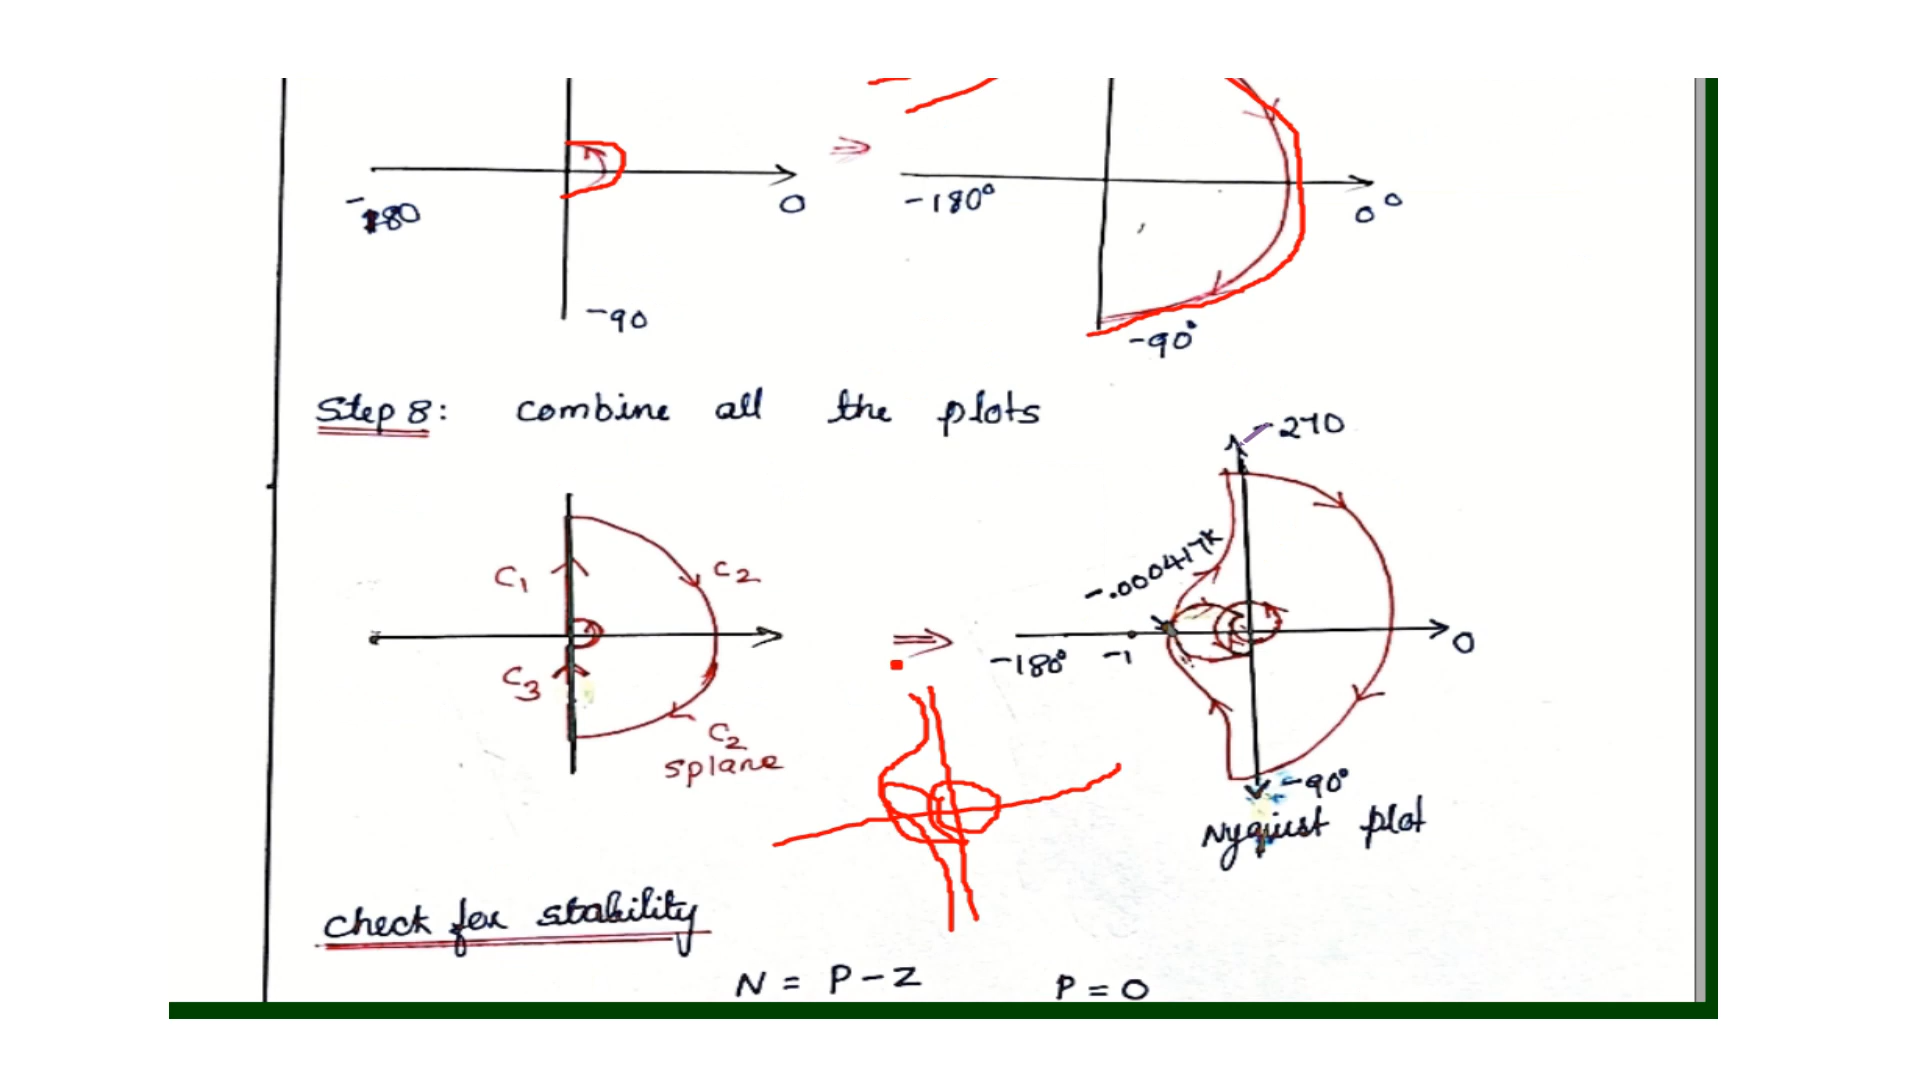 -180
0
-90
⇒
-180°
0°
-90°
Step 8: combine all the plots
C1
C2
C3
C2
splane
⇒
-270
-.000417K
-180°
-1
0
-90°
Nyquist plot
check for stability
N = P-Z
P = 0